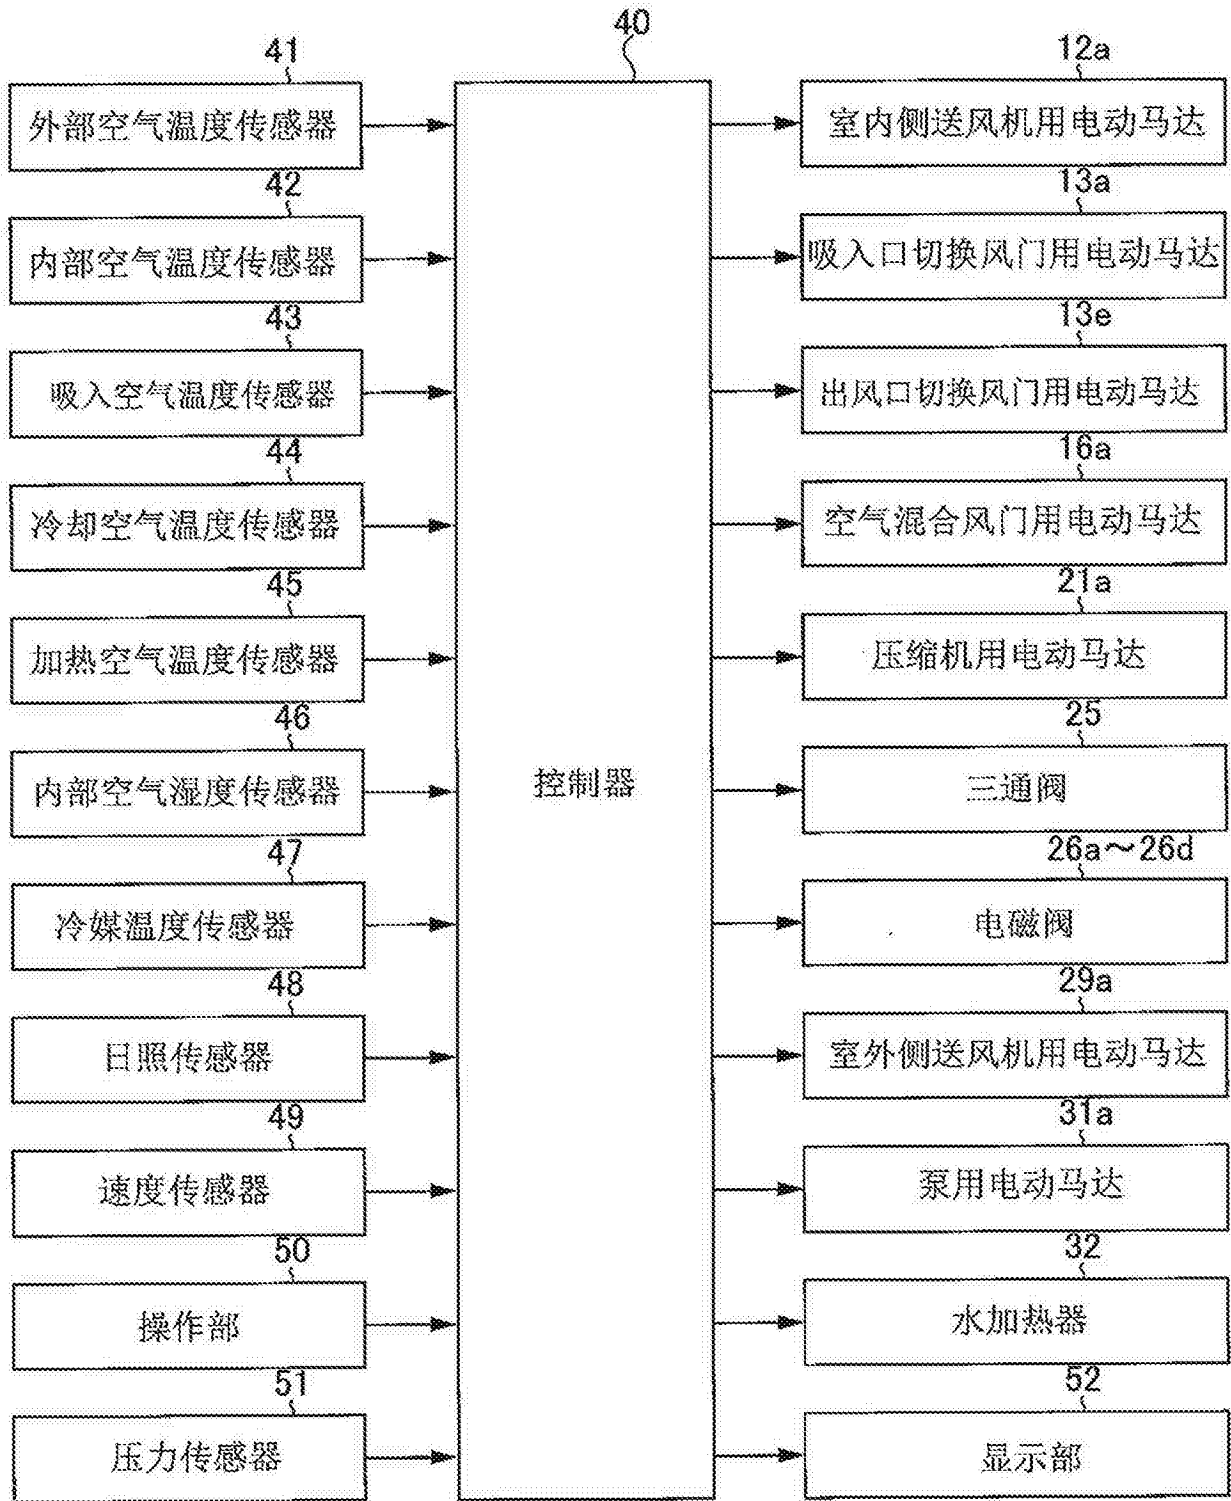 40
41
外部空气温度传感器
42
内部空气温度传感器
43
吸入空气温度传感器
44
冷却空气温度传感器
45
加热空气温度传感器
46
内部空气湿度传感器
47
冷媒温度传感器
48
日照传感器
49
速度传感器
50
操作部
51
压力传感器
控制器
12a
室内侧送风机用电动马达
13a
吸入口切换风门用电动马达
13e
出风口切换风门用电动马达
16a
空气混合风门用电动马达
21a
压缩机用电动马达
25
三通阀
26a～26d
电磁阀
29a
室外侧送风机用电动马达
31a
泵用电动马达
32
水加热器
52
显示部